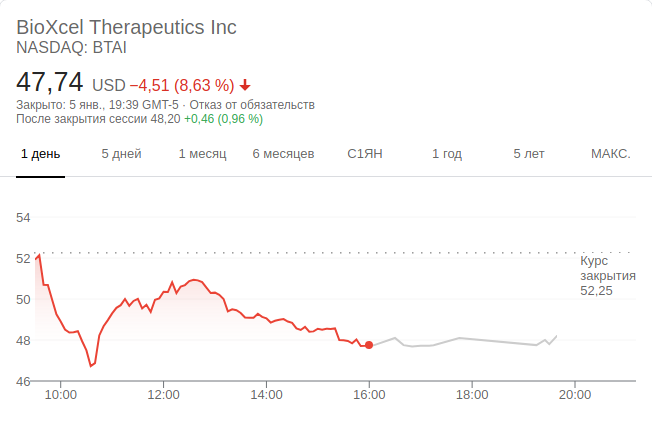 BioXcel Therapeutics Inc
NASDAQ: BTAI
47,74 USD −4,51 (8,63 %)
Закрыто: 5 янв., 19:39 GMT-5 · Отказ от обязательств
После закрытия сессии 48,20 +0,46 (0,96 %)
1 день 5 дней 1 месяц 6 месяцев С1ЯН 1 год 5 лет МАКС.
54
52
50
48
46
Курс
закрытия
52,25
10:00 12:00 14:00 16:00 18:00 20:00